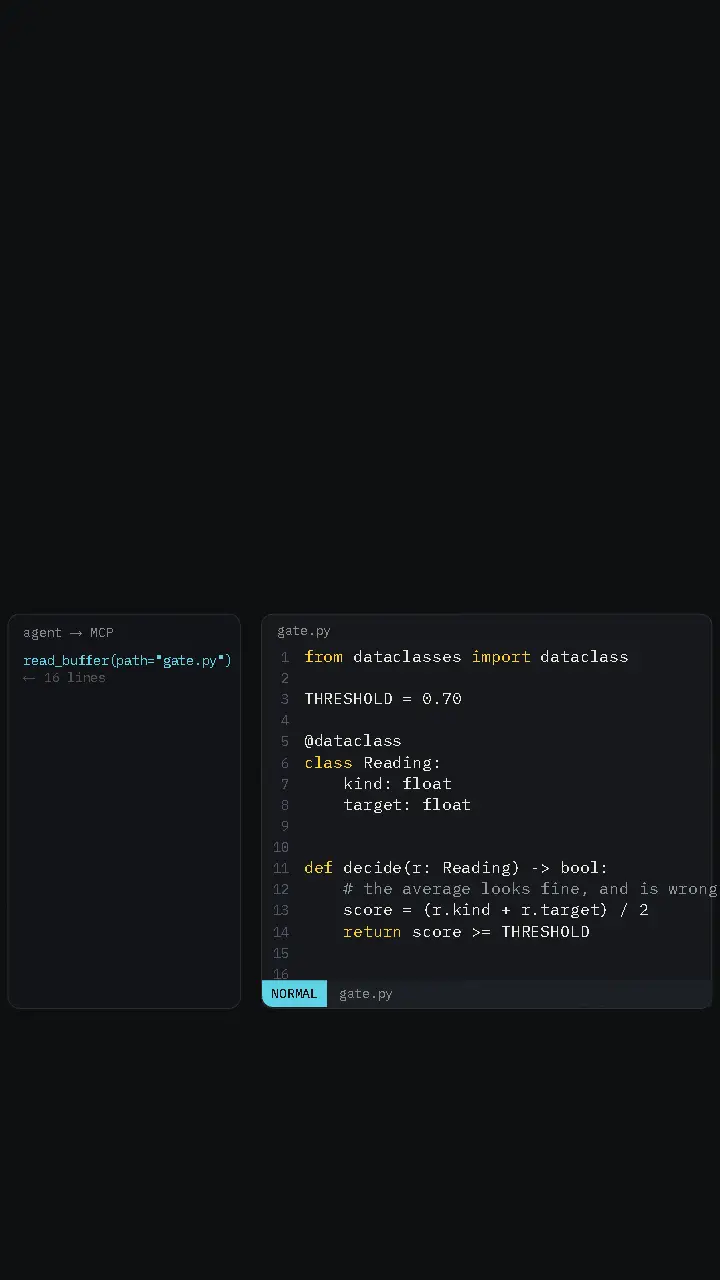 agent → MCP
read_buffer(path="gate.py")
← 16 lines
gate.py
1 from dataclasses import dataclass
2
3 THRESHOLD = 0.70
4
5 @dataclass
6 class Reading:
7     kind: float
8     target: float
9
10
11 def decide(r: Reading) -> bool:
12     # the average looks fine, and is wrong
13     score = (r.kind + r.target) / 2
14     return score >= THRESHOLD
15
16
NORMAL gate.py